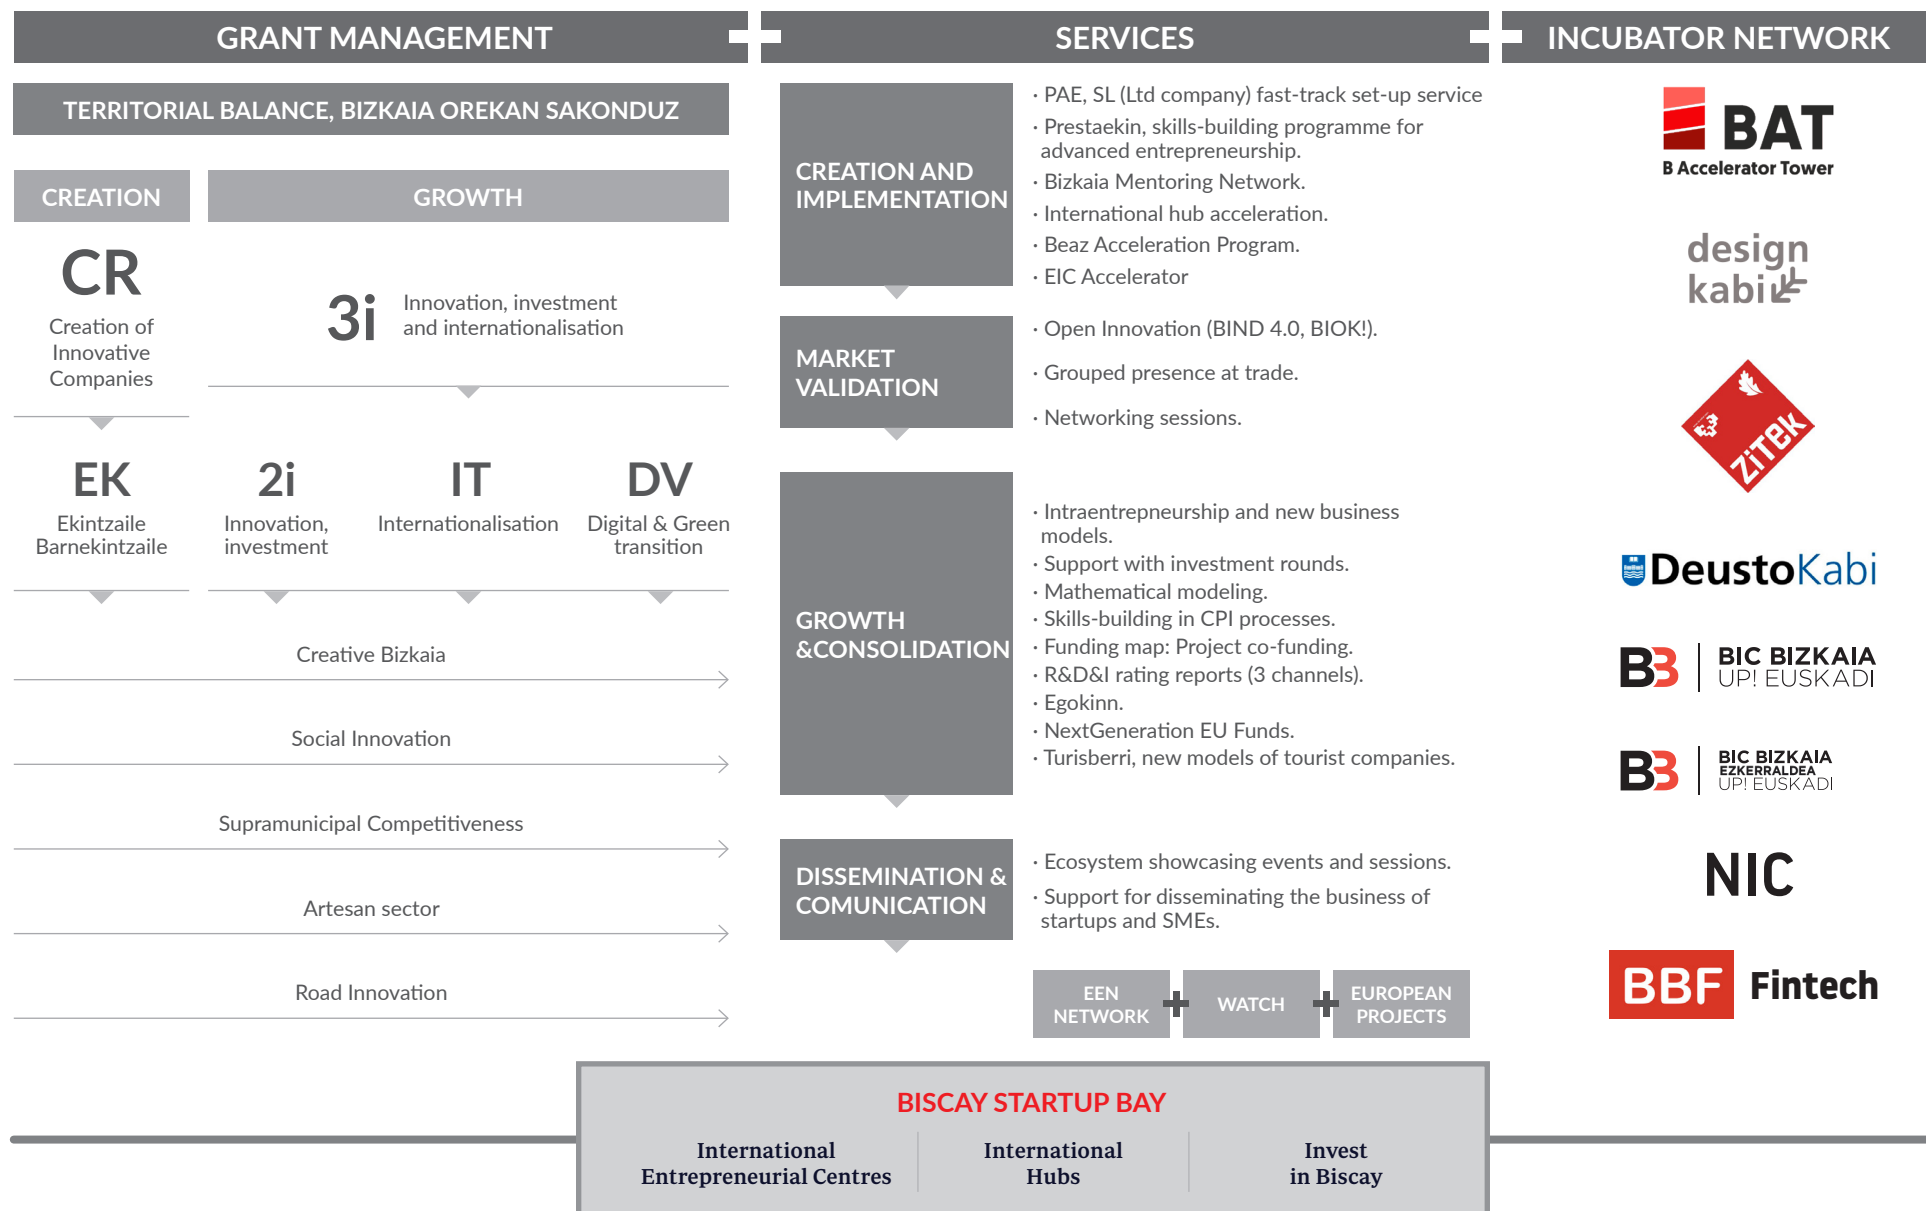 GRANT MANAGEMENT
TERRITORIAL BALANCE, BIZKAIA OREKAN SAKONDUZ
CREATION
GROWTH
CR
Creation of
Innovative
Companies
3i
Innovation, investment
and internationalisation
EK
Ekintzaile
Barnekintzaile
2i
Innovation,
investment
IT
Internationalisation
DV
Digital & Green
transition
Creative Bizkaia
Social Innovation
Supramunicipal Competitiveness
Artesan sector
Road Innovation
SERVICES
CREATION AND
IMPLEMENTATION
· PAE, SL (Ltd company) fast-track set-up service
· Prestaekin, skills-building programme for
advanced entrepreneurship.
· Bizkaia Mentoring Network.
· International hub acceleration.
· Beaz Acceleration Program.
· EIC Accelerator
MARKET
VALIDATION
· Open Innovation (BIND 4.0, BIOK!).
· Grouped presence at trade.
· Networking sessions.
GROWTH
&CONSOLIDATION
· Intraentrepneurship and new business
models.
· Support with investment rounds.
· Mathematical modeling.
· Skills-building in CPI processes.
· Funding map: Project co-funding.
· R&D&I rating reports (3 channels).
· Egokinn.
· NextGeneration EU Funds.
· Turisberri, new models of tourist companies.
DISSEMINATION &
COMUNICATION
· Ecosystem showcasing events and sessions.
· Support for disseminating the business of
startups and SMEs.
EEN
NETWORK
WATCH
EUROPEAN
PROJECTS
INCUBATOR NETWORK
BAT
B Accelerator Tower
design
kabi
ZiTek
DeustoKabi
B3
BIC BIZKAIA
UP! EUSKADI
B3
BIC BIZKAIA
EZKERRALDEA
UP! EUSKADI
NIC
BBF Fintech
BISCAY STARTUP BAY
International
Entrepreneurial Centres
International
Hubs
Invest
in Biscay